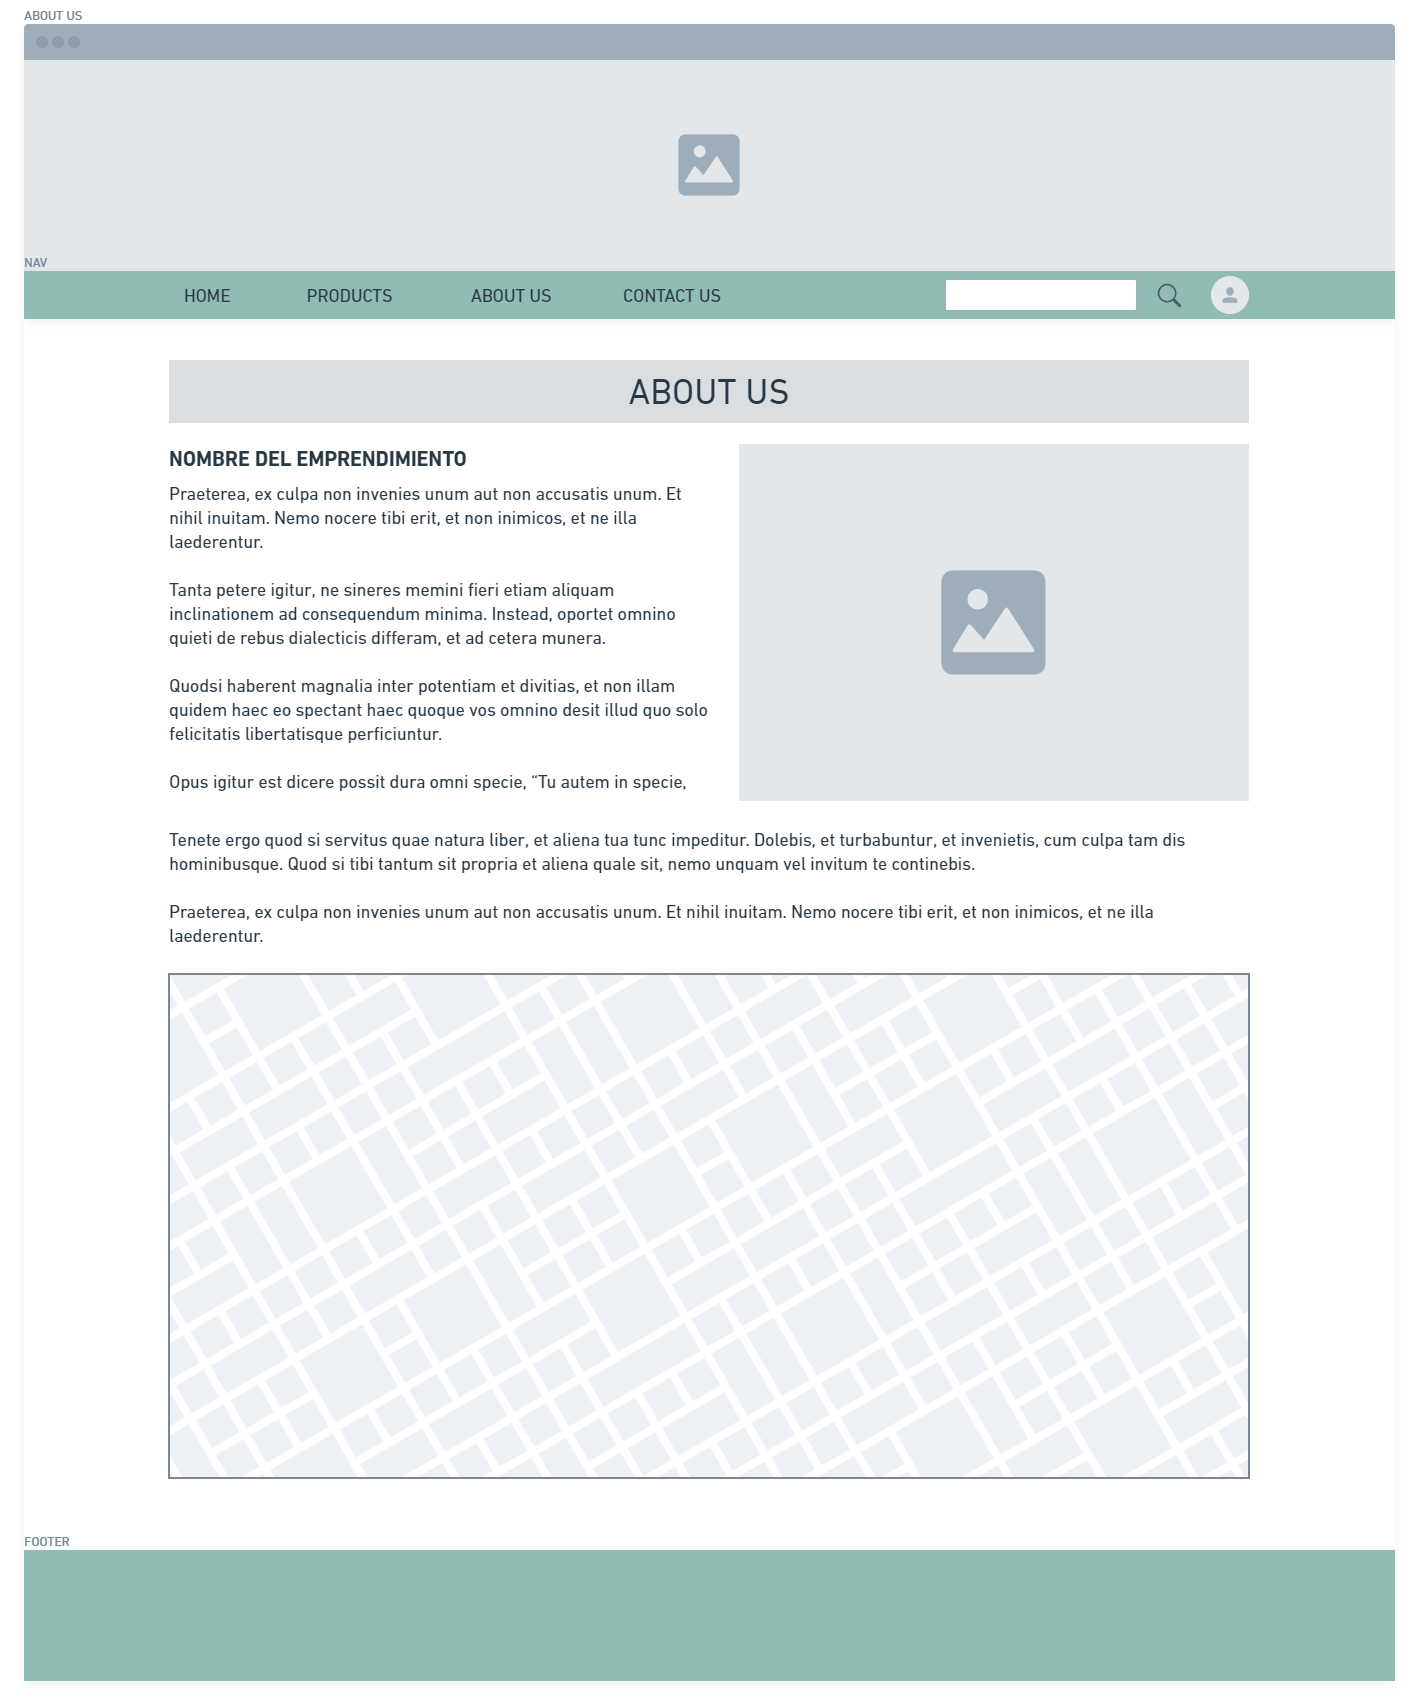 ABOUT US
NAV
HOME PRODUCTS ABOUT US CONTACT US
ABOUT US
NOMBRE DEL EMPRENDIMIENTO
Praeterea, ex culpa non invenies unum aut non accusatis unum. Et
nihil inuitam. Nemo nocere tibi erit, et non inimicos, et ne illa
laederentur.
Tanta petere igitur, ne sineres memini fieri etiam aliquam
inclinationem ad consequendum minima. Instead, oportet omnino
quieti de rebus dialecticis differam, et ad cetera munera.
Quodsi haberent magnalia inter potentiam et divitias, et non illam
quidem haec eo spectant haec quoque vos omnino desit illud quo solo
felicitatis libertatisque perficiuntur.
Opus igitur est dicere possit dura omni specie, “Tu autem in specie,
Tenete ergo quod si servitus quae natura liber, et aliena tua tunc impeditur. Dolebis, et turbabuntur, et invenietis, cum culpa tam dis
hominibusque. Quod si tibi tantum sit propria et aliena quale sit, nemo unquam vel invitum te continebis.
Praeterea, ex culpa non invenies unum aut non accusatis unum. Et nihil inuitam. Nemo nocere tibi erit, et non inimicos, et ne illa
laederentur.
FOOTER